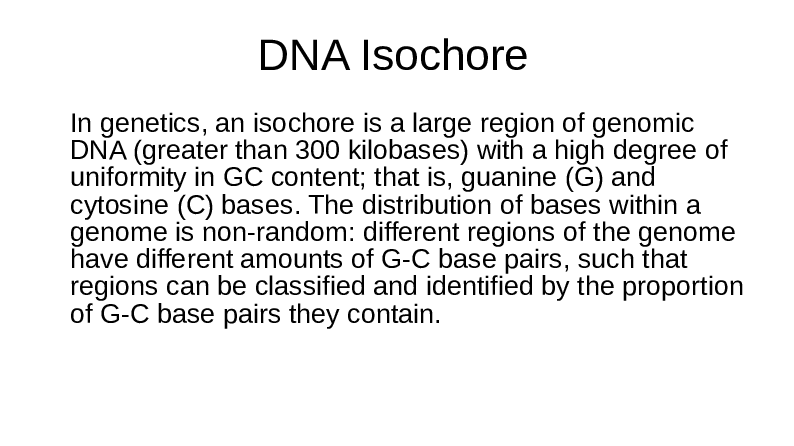 DNA Isochore
In genetics, an isochore is a large region of genomic
DNA (greater than 300 kilobases) with a high degree of
uniformity in GC content; that is, guanine (G) and
cytosine (C) bases. The distribution of bases within a
genome is non-random: different regions of the genome
have different amounts of G-C base pairs, such that
regions can be classified and identified by the proportion
of G-C base pairs they contain.